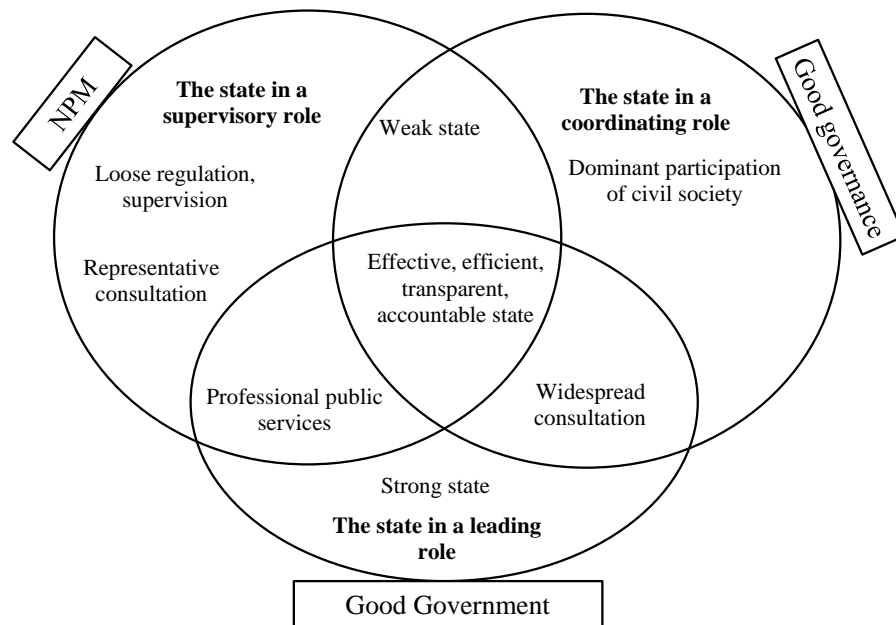 NPM
The state in a
supervisory role
Loose regulation,
supervision
Representative
consultation
Weak state
The state in a
coordinating role
Dominant participation
of civil society
Good governance
Effective, efficient,
transparent,
accountable state
Professional public
services
Widespread
consultation
Strong state
The state in a leading
role
Good Government